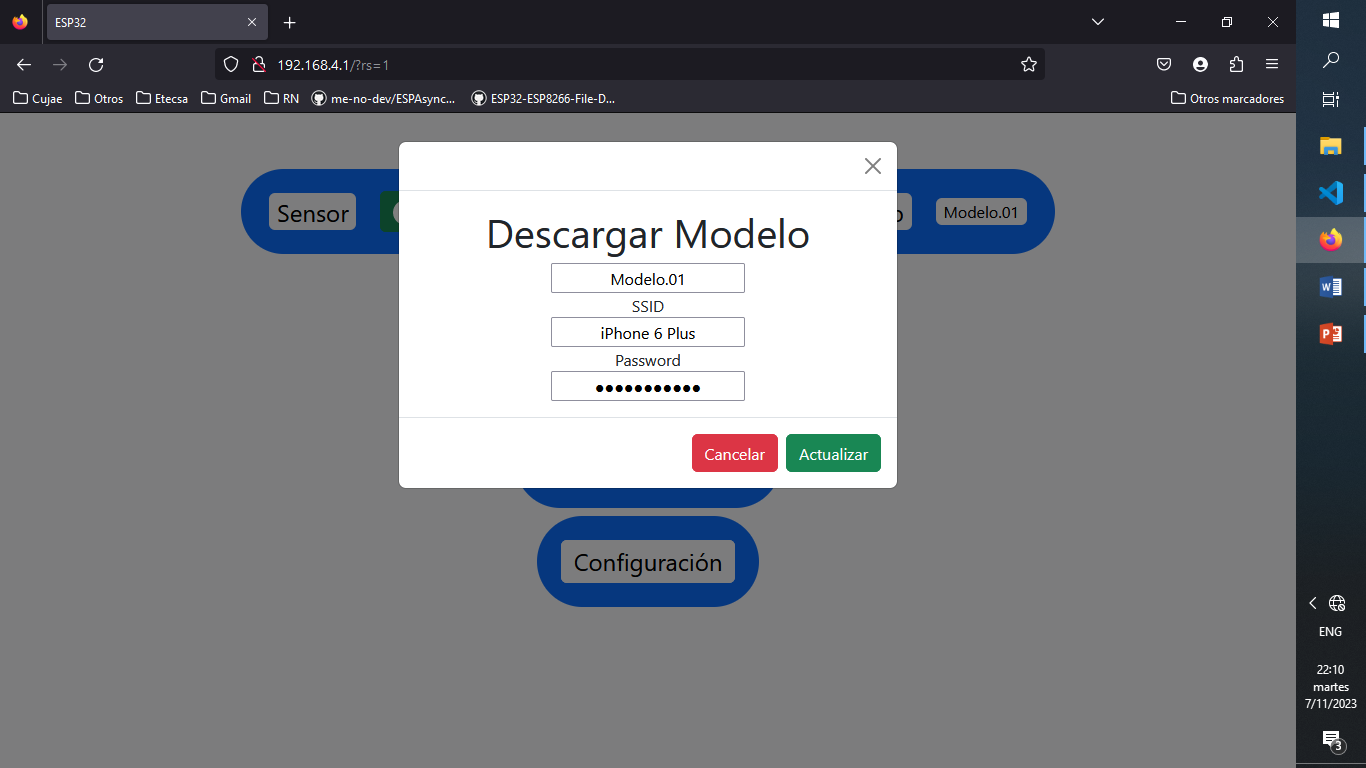 ESP32
192.168.4.1/?rs=1
Cujae
Otros
Etecsa
Gmail
RN
me-no-dev/ESPAsync...
ESP32-ESP8266-File-D...
Otros marcadores
Sensor
Modelo.01
Descargar Modelo
Modelo.01
SSID
iPhone 6 Plus
Password
●●●●●●●●●●●
Cancelar
Actualizar
Configuración
ENG
22:10
martes
7/11/2023
3